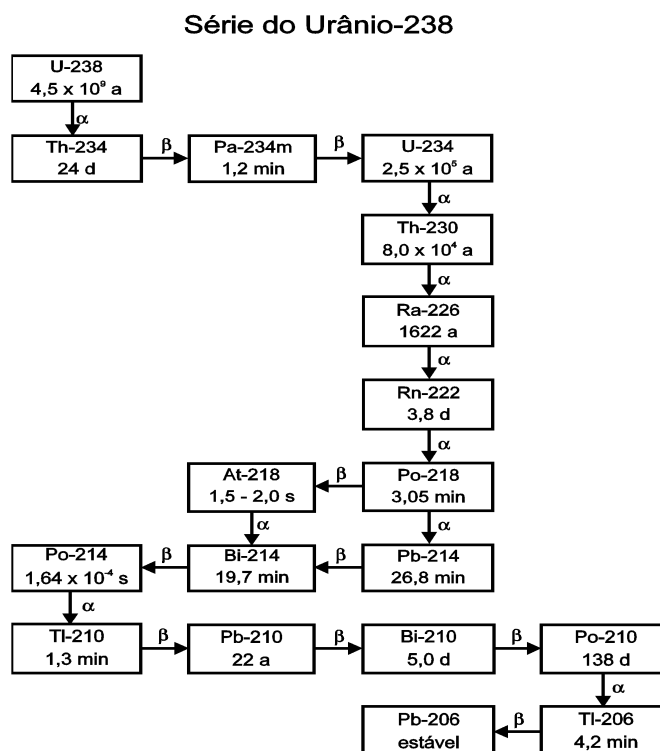 Série do Urânio-238
U-238
4,5 x 10⁹ a
α
Th-234
24 d
β
Pa-234m
1,2 min
β
U-234
2,5 x 10⁵ a
α
Th-230
8,0 x 10⁴ a
α
Ra-226
1622 a
α
Rn-222
3,8 d
α
At-218
1,5 - 2,0 s
β
Po-218
3,05 min
α
α
Po-214
1,64 x 10⁻⁴ s
β
Bi-214
19,7 min
β
Pb-214
26,8 min
α
Tl-210
1,3 min
β
Pb-210
22 a
β
Bi-210
5,0 d
β
Po-210
138 d
α
Pb-206
estável
β
Tl-206
4,2 min